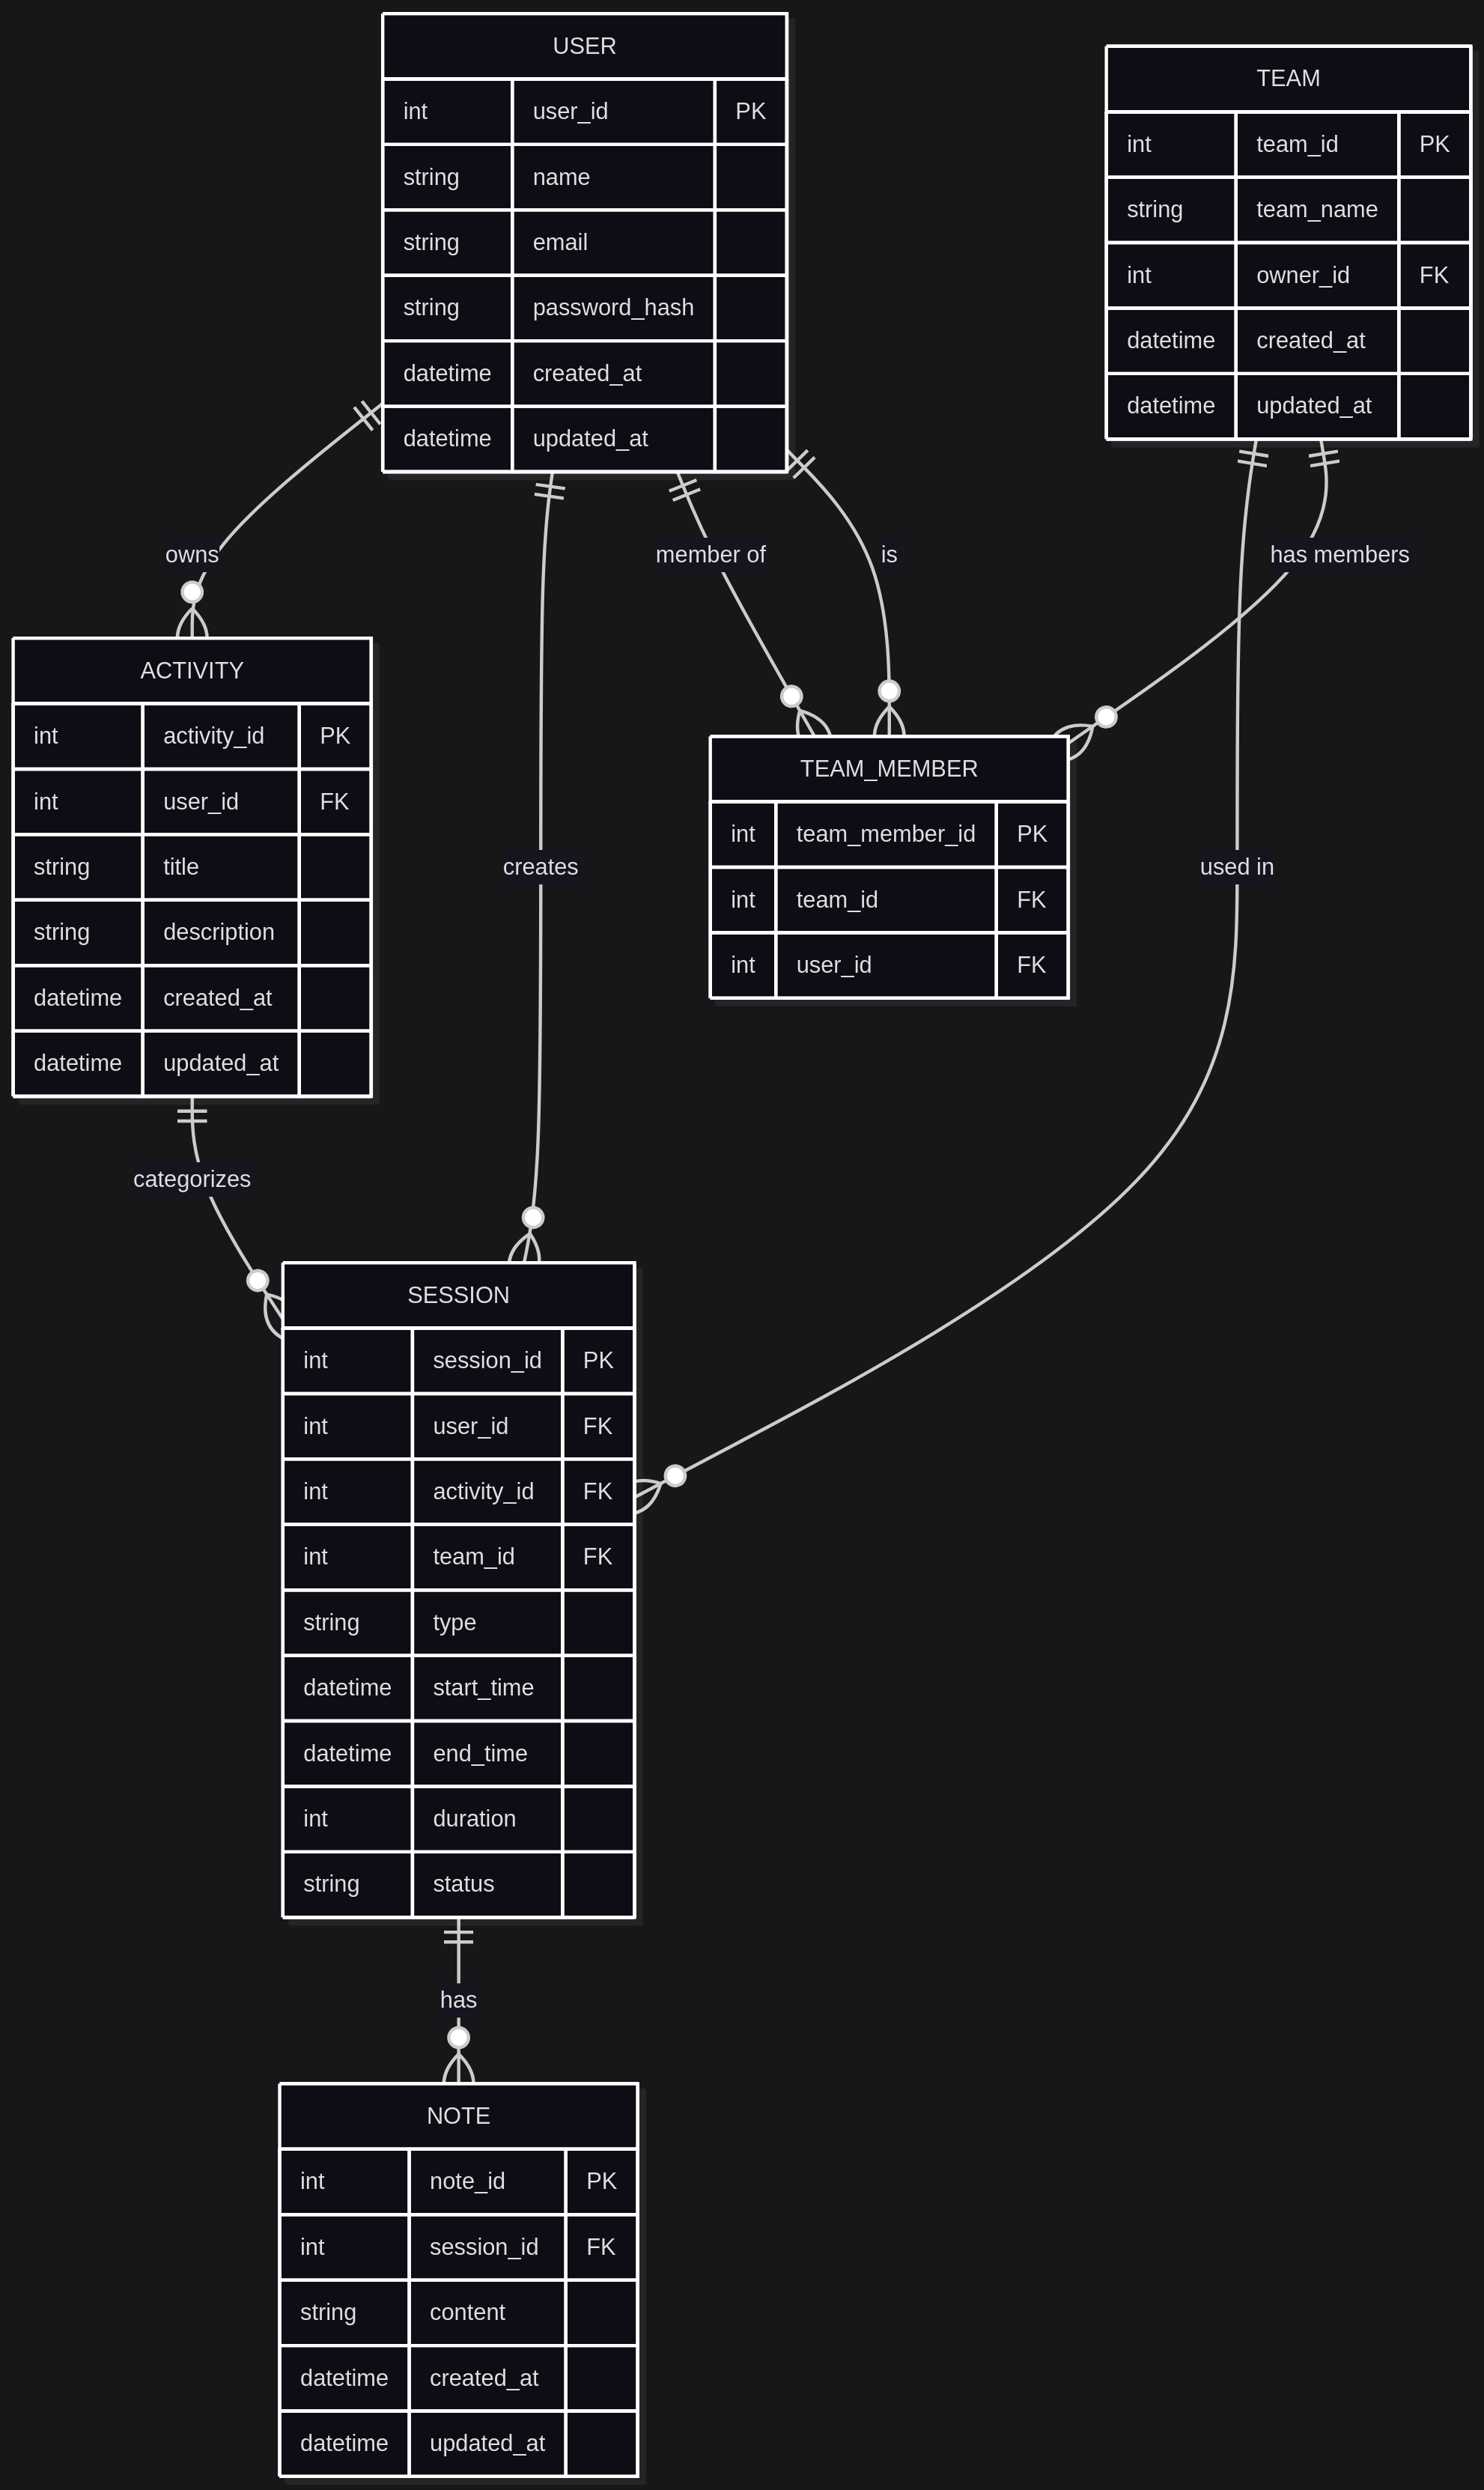 USER
int user_id PK
string name
string email
string password_hash
datetime created_at
datetime updated_at
TEAM
int team_id PK
string team_name
int owner_id FK
datetime created_at
datetime updated_at
owns
member of
is
has members
ACTIVITY
int activity_id PK
int user_id FK
string title
string description
datetime created_at
datetime updated_at
TEAM_MEMBER
int team_member_id PK
int team_id FK
int user_id FK
creates
used in
categorizes
SESSION
int session_id PK
int user_id FK
int activity_id FK
int team_id FK
string type
datetime start_time
datetime end_time
int duration
string status
has
NOTE
int note_id PK
int session_id FK
string content
datetime created_at
datetime updated_at